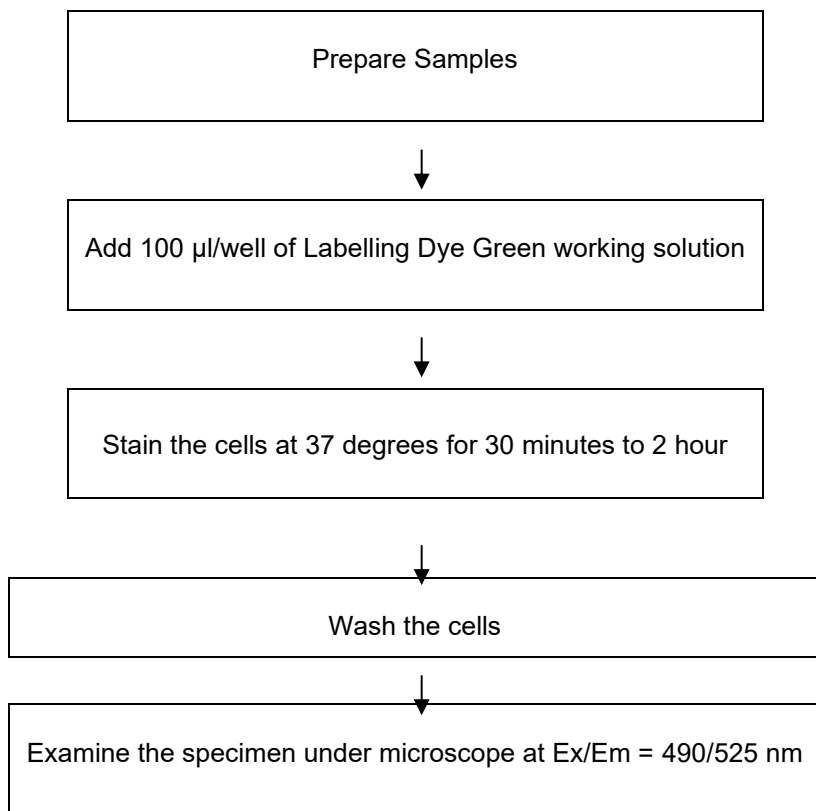 Prepare Samples
Add 100 µl/well of Labelling Dye Green working solution
Stain the cells at 37 degrees for 30 minutes to 2 hour
Wash the cells
Examine the specimen under microscope at Ex/Em = 490/525 nm